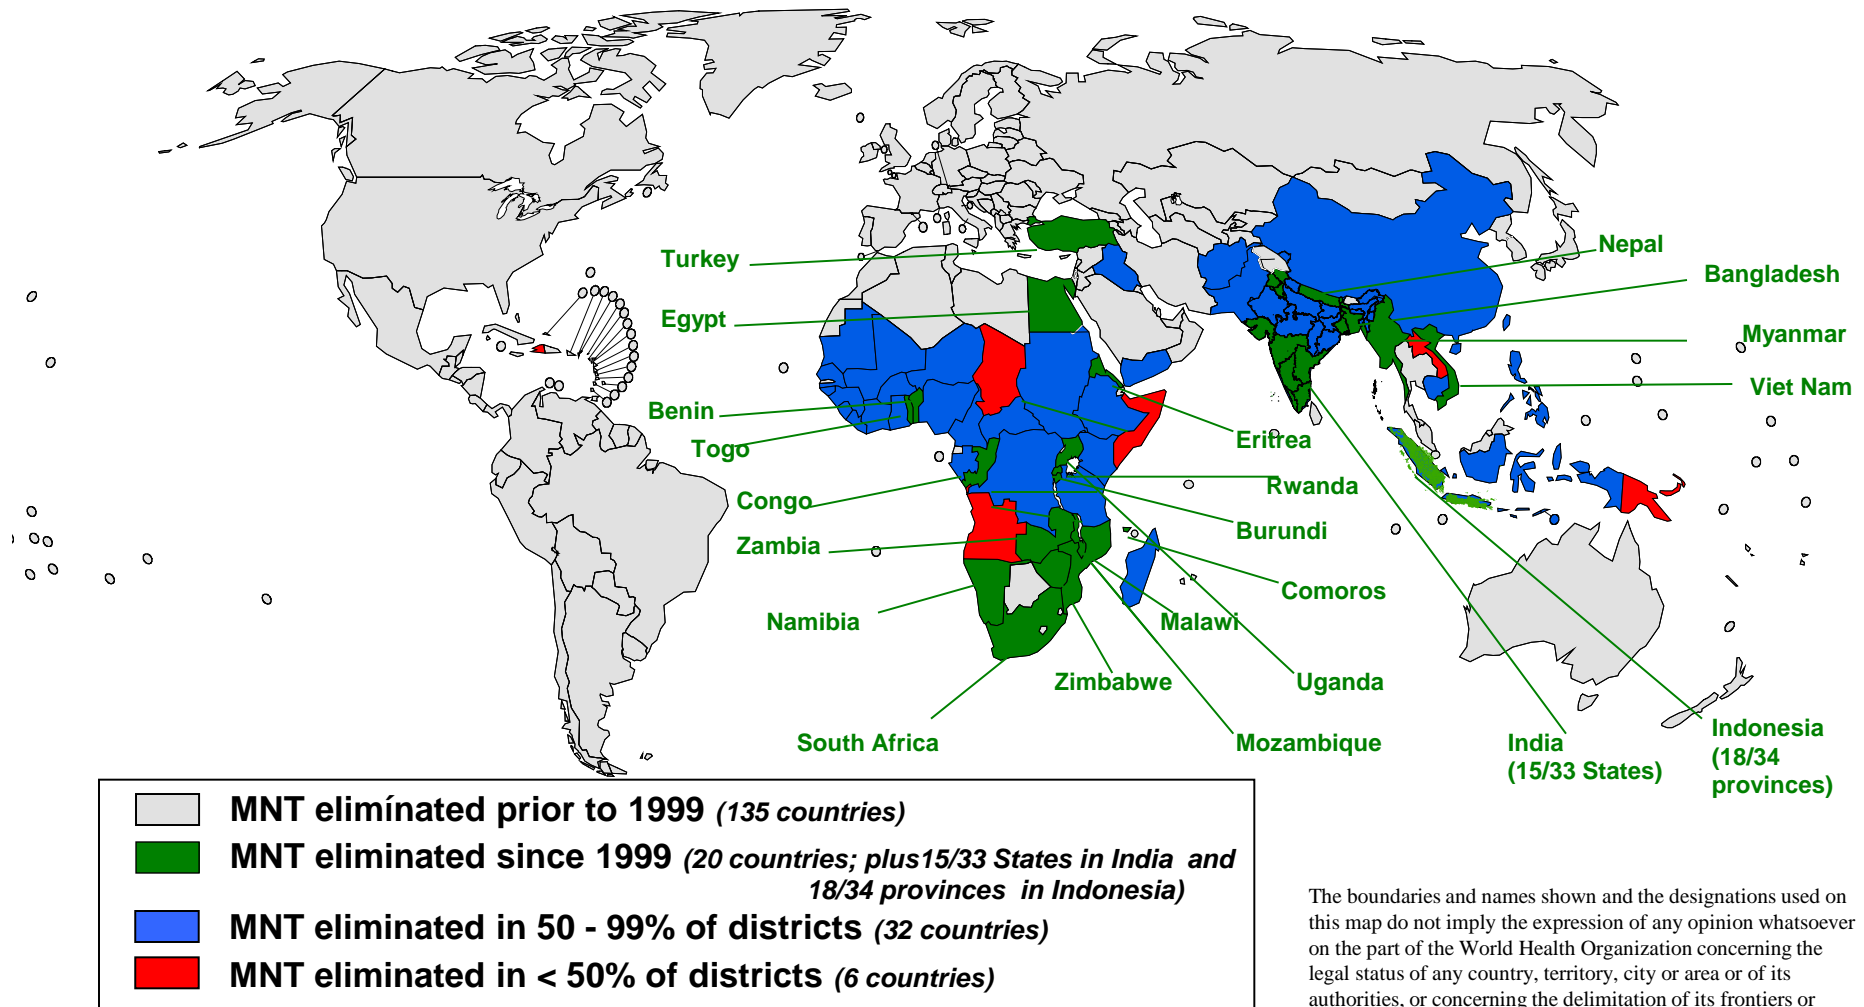 Turkey
Egypt
Benin
Togo
Congo
Zambia
Namibia
South Africa
Zimbabwe
Malawi
Mozambique
Uganda
Comoros
Burundi
Rwanda
Eritrea
Nepal
Bangladesh
Myanmar
Viet Nam
India
(15/33 States)
Indonesia
(18/34
provinces)
MNT elimínated prior to 1999 (135 countries)
MNT eliminated since 1999 (20 countries; plus15/33 States in India and
18/34 provinces in Indonesia)
MNT eliminated in 50 - 99% of districts (32 countries)
MNT eliminated in < 50% of districts (6 countries)
The boundaries and names shown and the designations used on
this map do not imply the expression of any opinion whatsoever
on the part of the World Health Organization concerning the
legal status of any country, territory, city or area or of its
authorities, or concerning the delimitation of its frontiers or